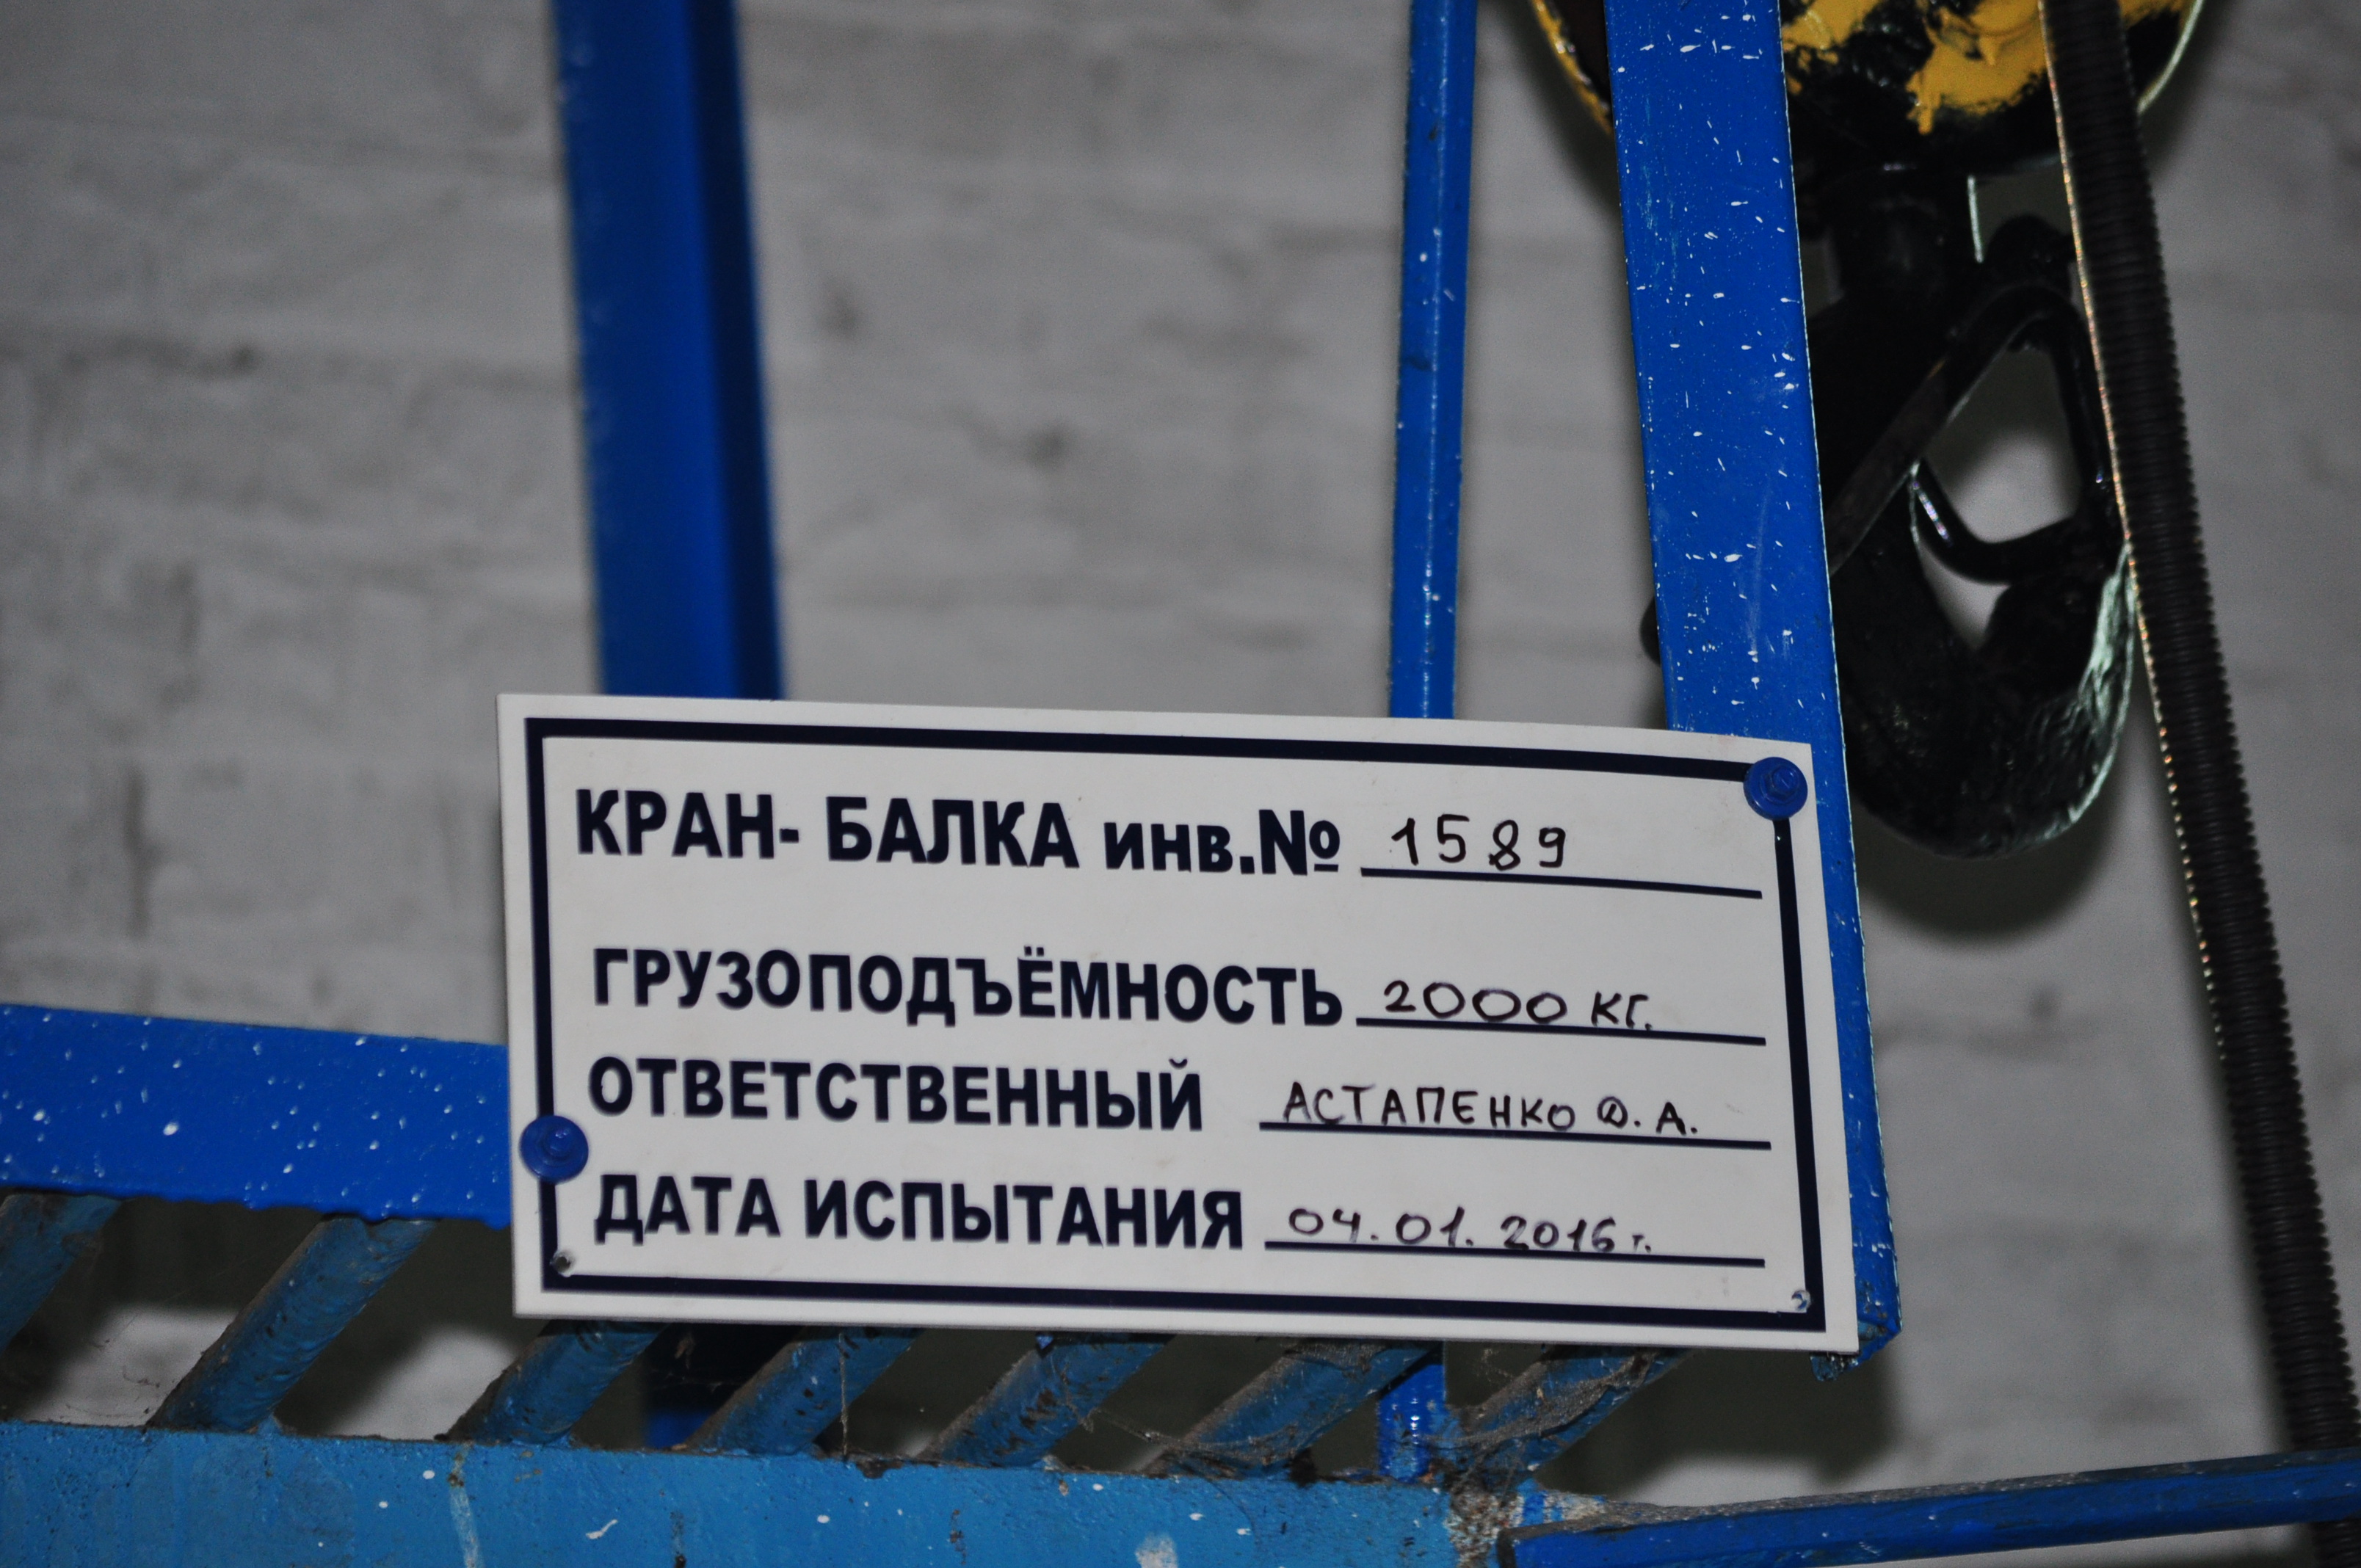 КРАН- БАЛКА инв.№ 1589
ГРУЗОПОДЪЁМНОСТЬ 2000 КГ.
ОТВЕТСТВЕННЫЙ АСТАПЕНКО Д. А.
ДАТА ИСПЫТАНИЯ 04.01.2016 г.